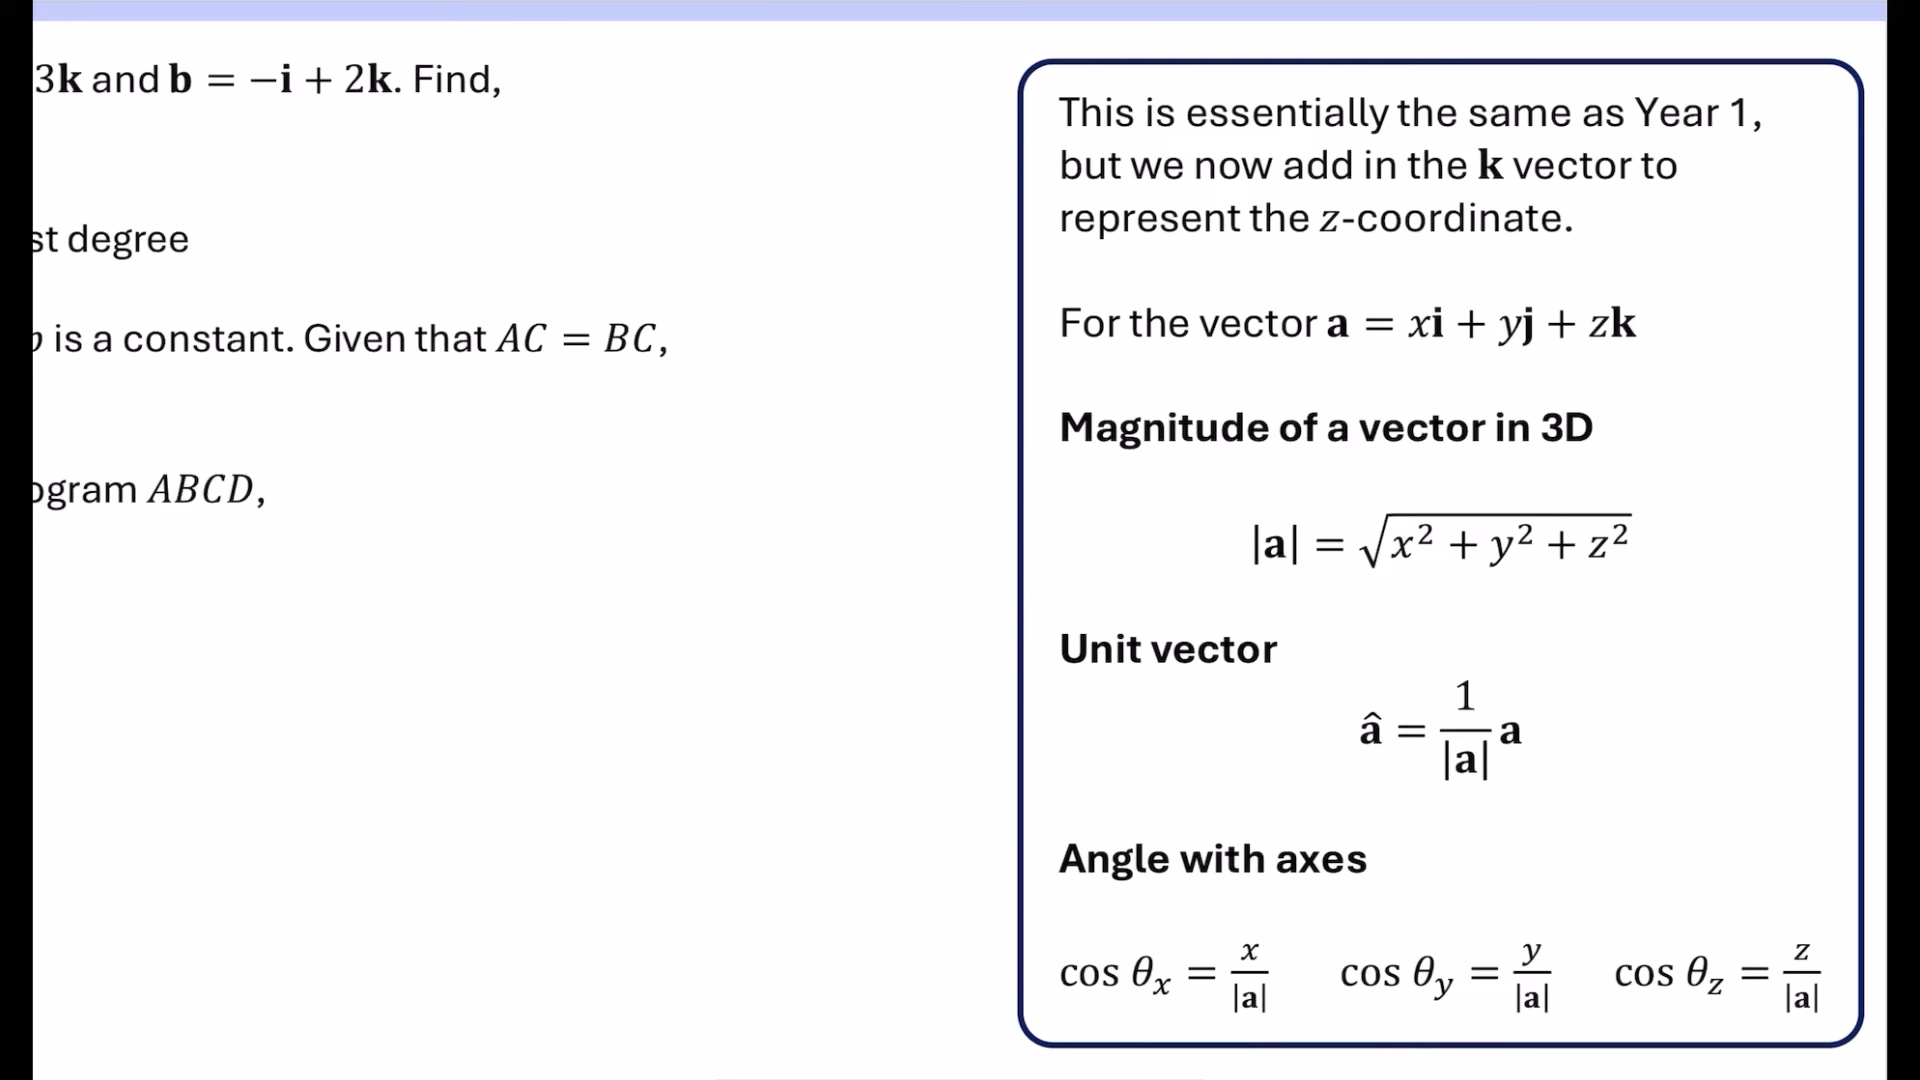 3k and b = −i + 2k. Find,
st degree
is a constant. Given that AC = BC,
ogram ABCD,
This is essentially the same as Year 1,
but we now add in the k vector to
represent the z-coordinate.
For the vector a = xi + yj + zk
Magnitude of a vector in 3D
|a| = √(x² + y² + z²)
Unit vector
â = 1/|a| a
Angle with axes
cos θₓ = x/|a| cos θ_y = y/|a| cos θ_z = z/|a|